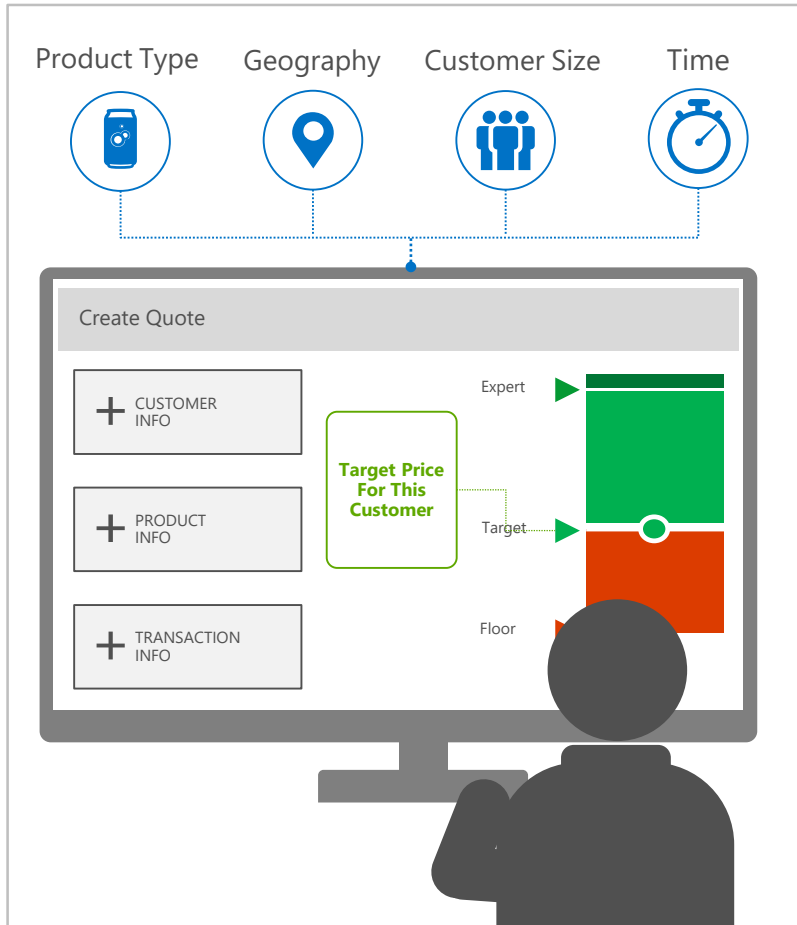 Product Type
Geography
Customer Size
Time
Create Quote
CUSTOMER
INFO
PRODUCT
INFO
TRANSACTION
INFO
Target Price
For This
Customer
Expert
Target
Floor